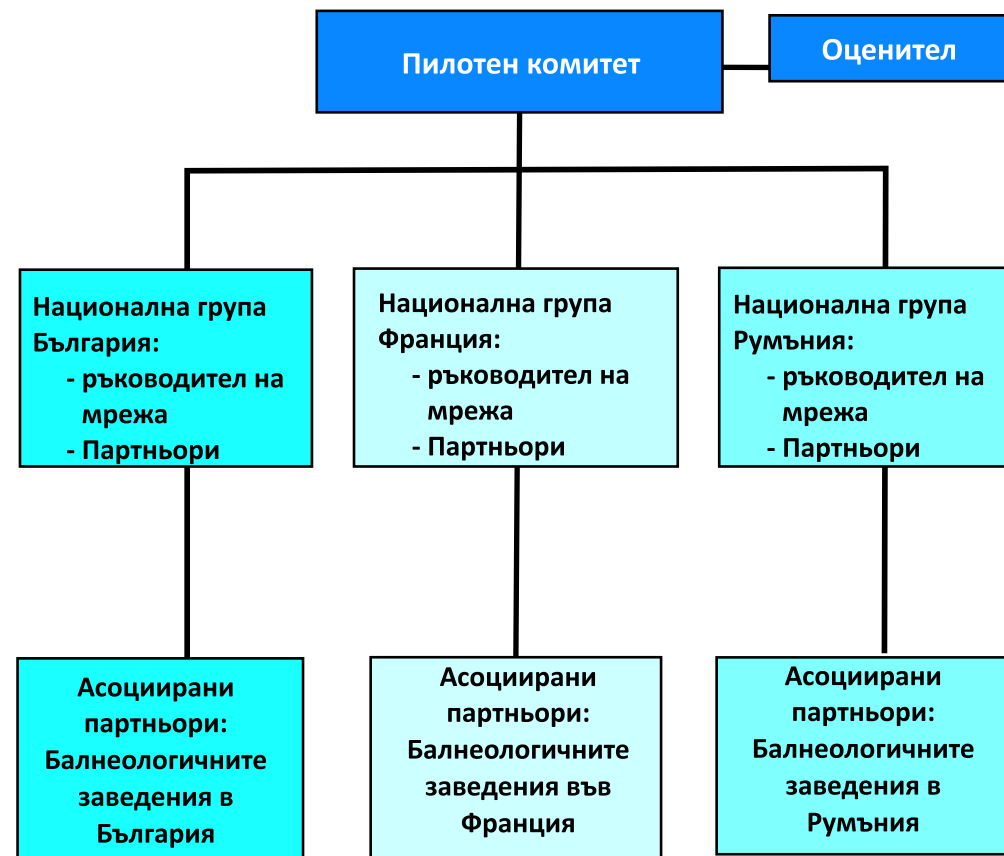 Пилотен комитет
Оценител
Национална група
България:
- ръководител на
мрежа
- Партньори
Национална група
Франция:
- ръководител на
мрежа
- Партньори
Национална група
Румъния:
- ръководител на
мрежа
- Партньори
Асоциирани
партньори:
Балнеологичните
заведения в
България
Асоциирани
партньори:
Балнеологичните
заведения във
Франция
Асоциирани
партньори:
Балнеологичните
заведения в
Румъния